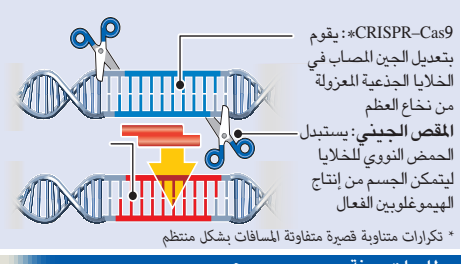 CRISPR–Cas9*: يقوم
بتعديل الجين المصاب في
الخلايا الجذعية المعزولة
من نخاع العظم
المقص الجيني: يستبدل
الحمض النووي للخلايا
ليتمكن الجسم من إنتاج
الهيموغلوبين الفعال
* تكرارات متناوبة قصيرة متفاوتة المسافات بشكل منتظم